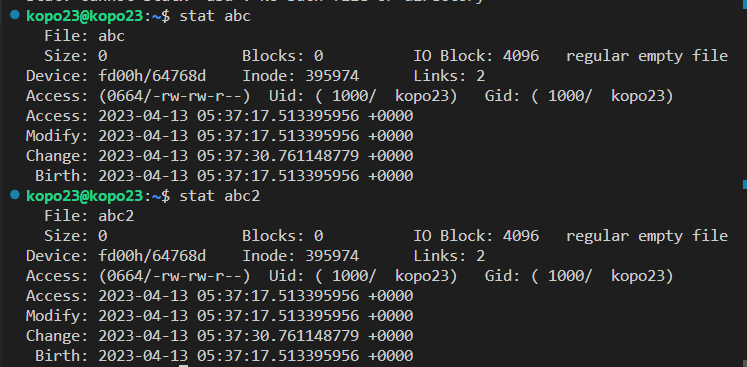 kopo23@kopo23:~$ stat abc
File: abc
Size: 0 Blocks: 0 IO Block: 4096 regular empty file
Device: fd00h/64768d Inode: 395974 Links: 2
Access: (0664/-rw-rw-r--) Uid: ( 1000/ kopo23) Gid: ( 1000/ kopo23)
Access: 2023-04-13 05:37:17.513395956 +0000
Modify: 2023-04-13 05:37:17.513395956 +0000
Change: 2023-04-13 05:37:30.761148779 +0000
Birth: 2023-04-13 05:37:17.513395956 +0000
kopo23@kopo23:~$ stat abc2
File: abc2
Size: 0 Blocks: 0 IO Block: 4096 regular empty file
Device: fd00h/64768d Inode: 395974 Links: 2
Access: (0664/-rw-rw-r--) Uid: ( 1000/ kopo23) Gid: ( 1000/ kopo23)
Access: 2023-04-13 05:37:17.513395956 +0000
Modify: 2023-04-13 05:37:17.513395956 +0000
Change: 2023-04-13 05:37:30.761148779 +0000
Birth: 2023-04-13 05:37:17.513395956 +0000